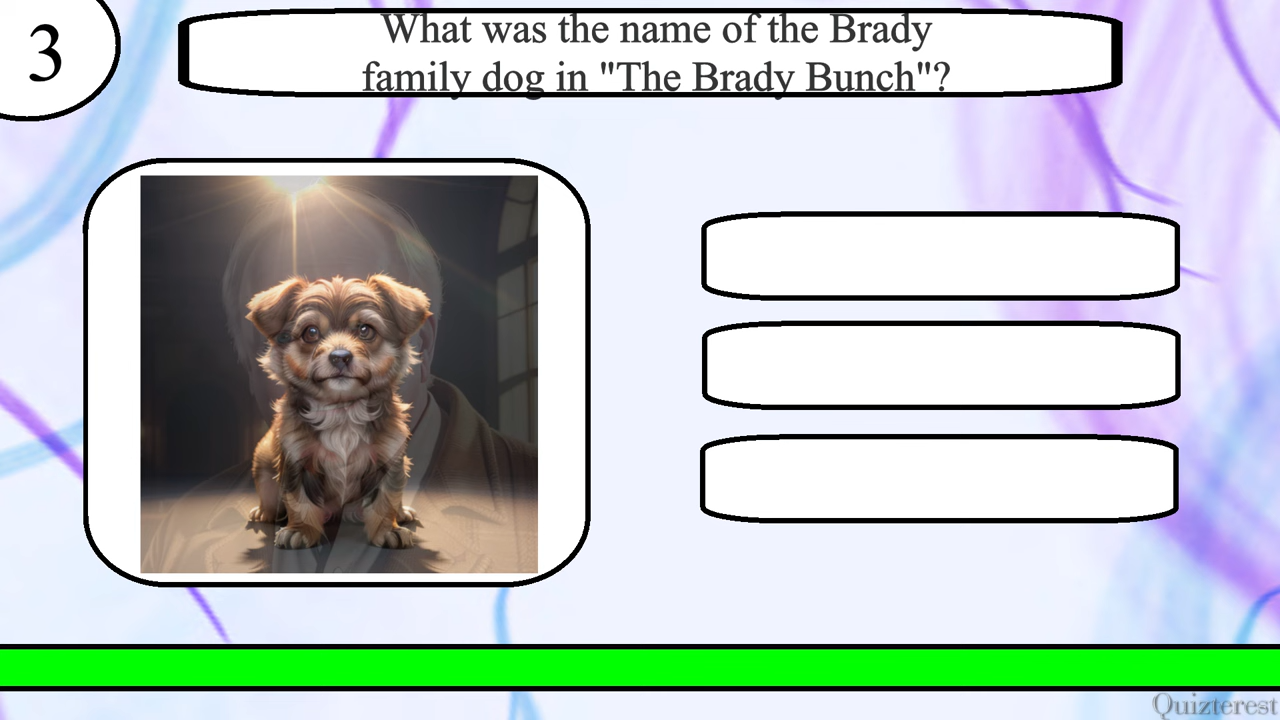 3
What was the name of the Brady
family dog in "The Brady Bunch"?
Quizterest